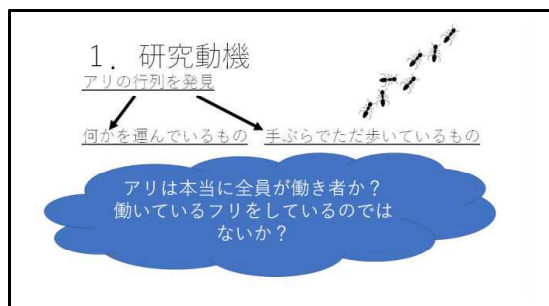 1．研究動機
アリの行列を発見
何かを運んでいるもの　手ぶらでただ歩いているもの
アリは本当に全員が働き者か？
働いているフリをしているのでは
ないか？